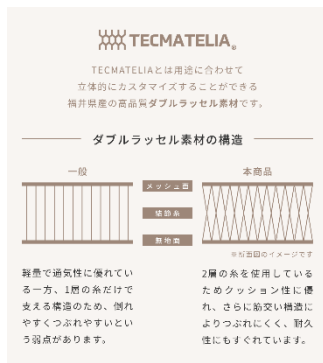 TECMATELIA®
TECMATELIAとは用途に合わせて
立体的にカスタマイズすることができる
福井県産の高品質ダブルラッセル素材です。
ダブルラッセル素材の構造
一般
本商品
メッシュ面
結節糸
無地面
※断面図のイメージです
軽量で通気性に優れてい
る一方、1層の糸だけで
支える構造のため、倒れ
やすくつぶれやすいとい
う弱点があります。
2層の糸を使用している
ためクッション性に優
れ、さらに筋交い構造に
よりつぶれにくく、耐久
性にもすぐれています。